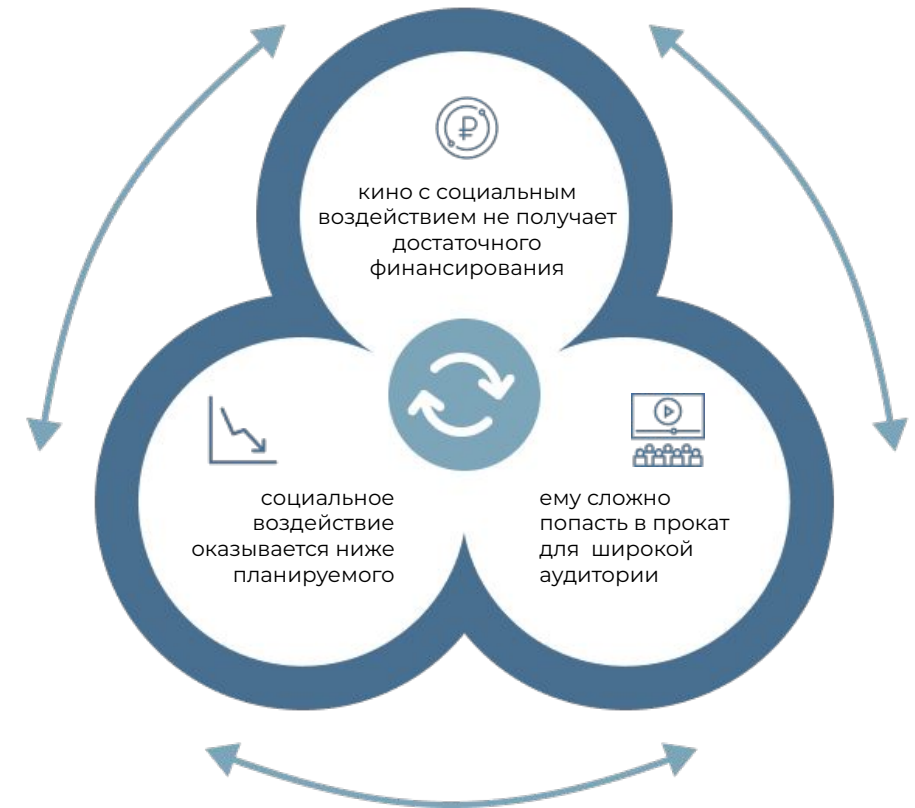 кино с социальным
воздействием не получает
достаточного
финансирования
социальное
воздействие
оказывается ниже
планируемого
ему сложно
попасть в прокат
для широкой
аудитории